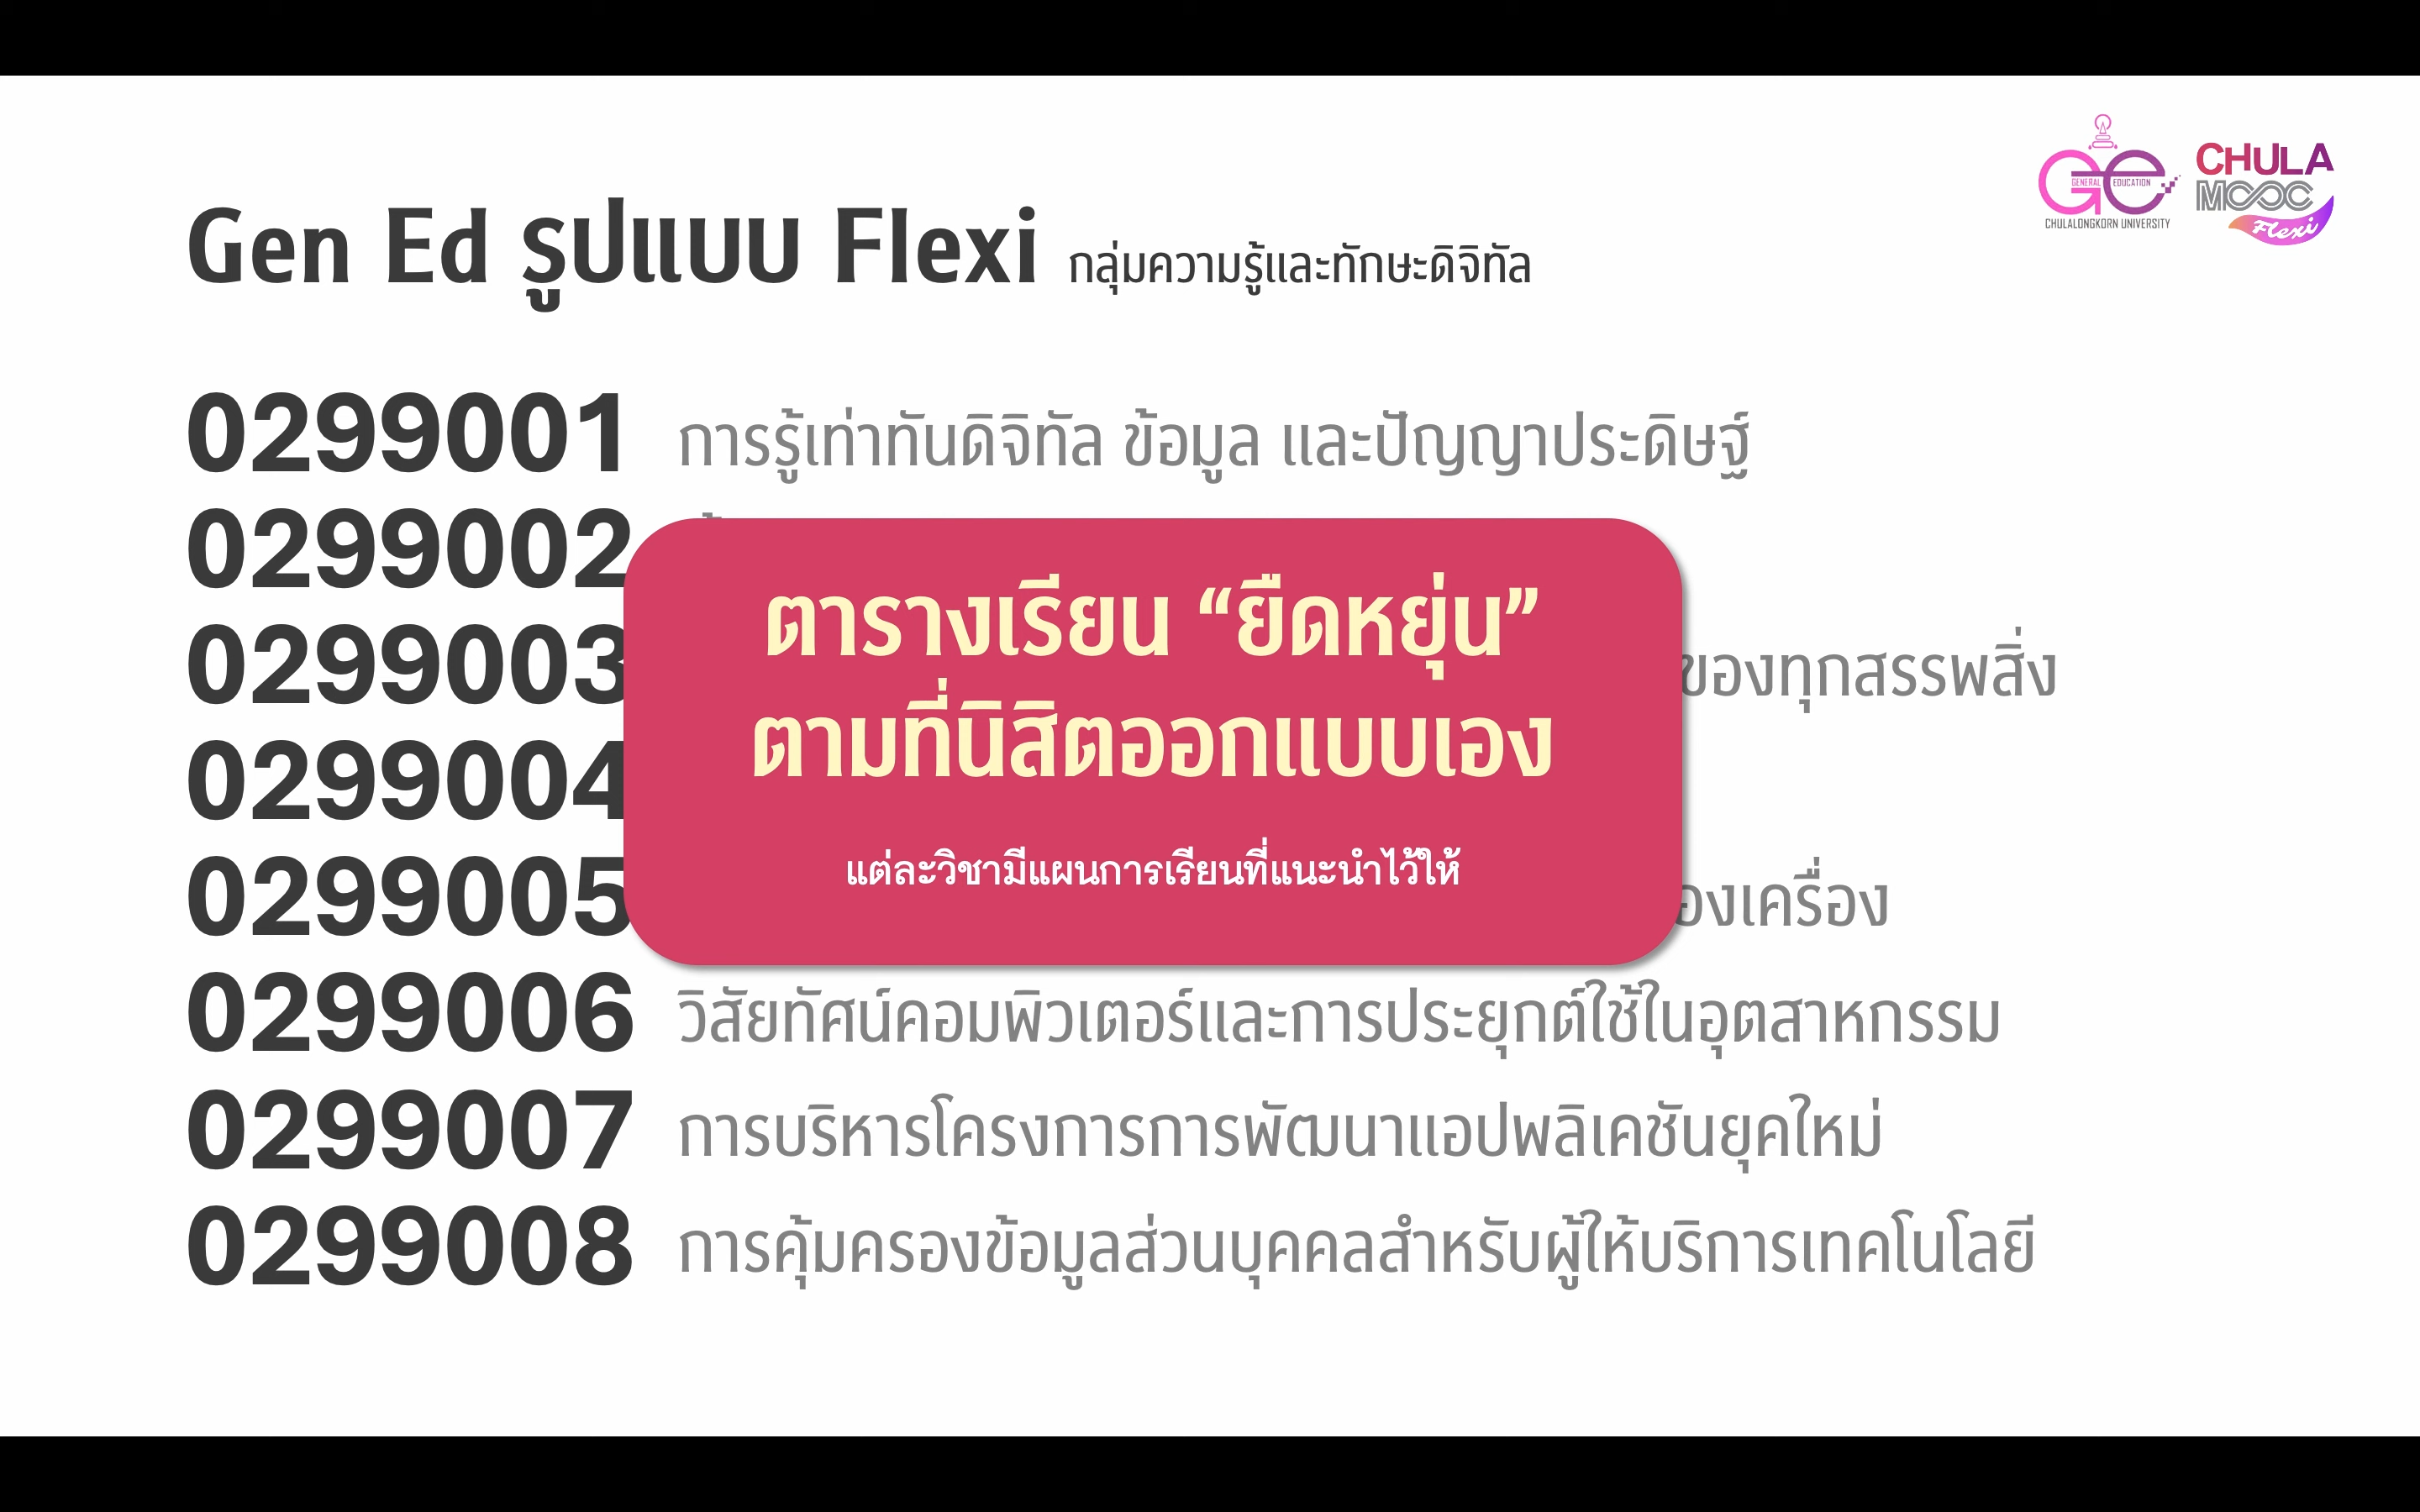 GENERAL EDUCATION
CHULALONGKORN UNIVERSITY
CHULA
MOOC
Flexi
Gen Ed รูปแบบ Flexi กลุ่มความรู้และทักษะดิจิทัล
0299001 การรู้เท่าทันดิจิทัล ข้อมูล และปัญญาประดิษฐ์
0299002
0299003 ของทุกสรรพสิ่ง
0299004
0299005 องเครื่อง
ตารางเรียน “ยืดหยุ่น”
ตามที่นิสิตออกแบบเอง
แต่ละวิชามีแผนการเรียนที่แนะนำไว้ให้
0299006 วิสัยทัศน์คอมพิวเตอร์และการประยุกต์ใช้ในอุตสาหกรรม
0299007 การบริหารโครงการการพัฒนาแอปพลิเคชันยุคใหม่
0299008 การคุ้มครองข้อมูลส่วนบุคคลสำหรับผู้ให้บริการเทคโนโลยี